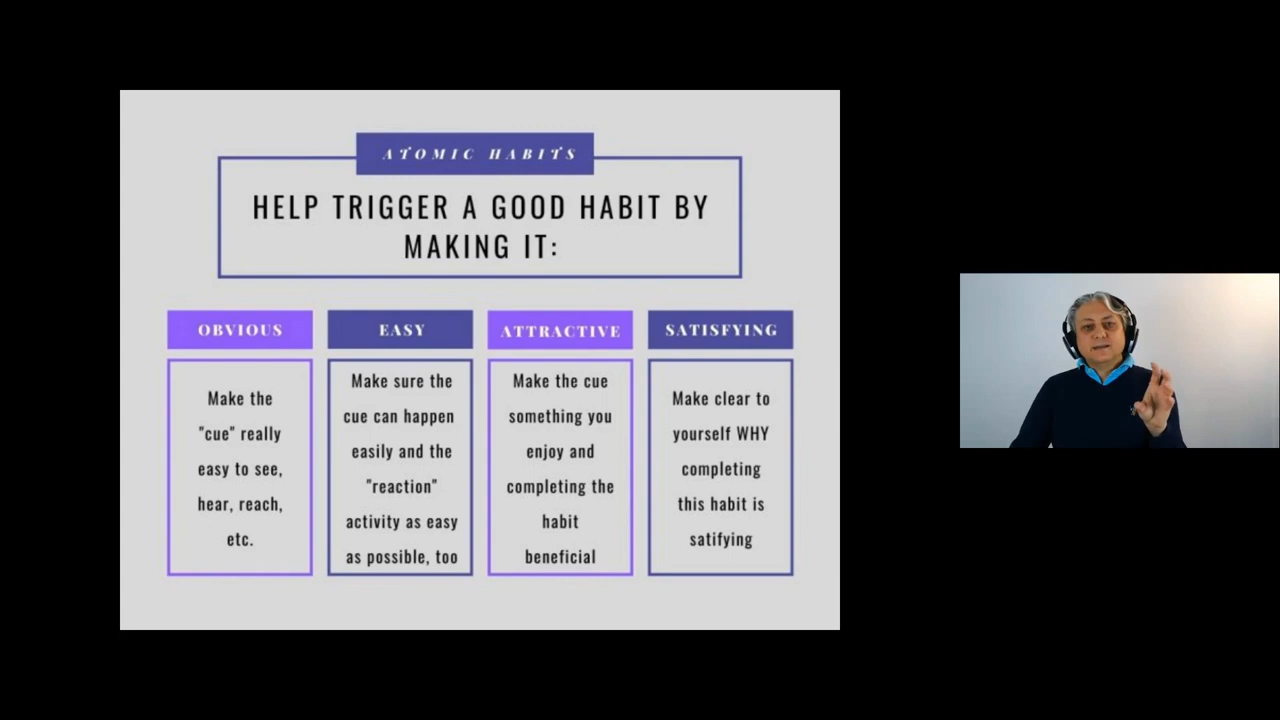 ATOMIC HABITS
HELP TRIGGER A GOOD HABIT BY
MAKING IT:
OBVIOUS
Make the
"cue" really
easy to see,
hear, reach,
etc.
EASY
Make sure the
cue can happen
easily and the
"reaction"
activity as easy
as possible, too
ATTRACTIVE
Make the cue
something you
enjoy and
completing the
habit
beneficial
SATISFYING
Make clear to
yourself WHY
completing
this habit is
satifying